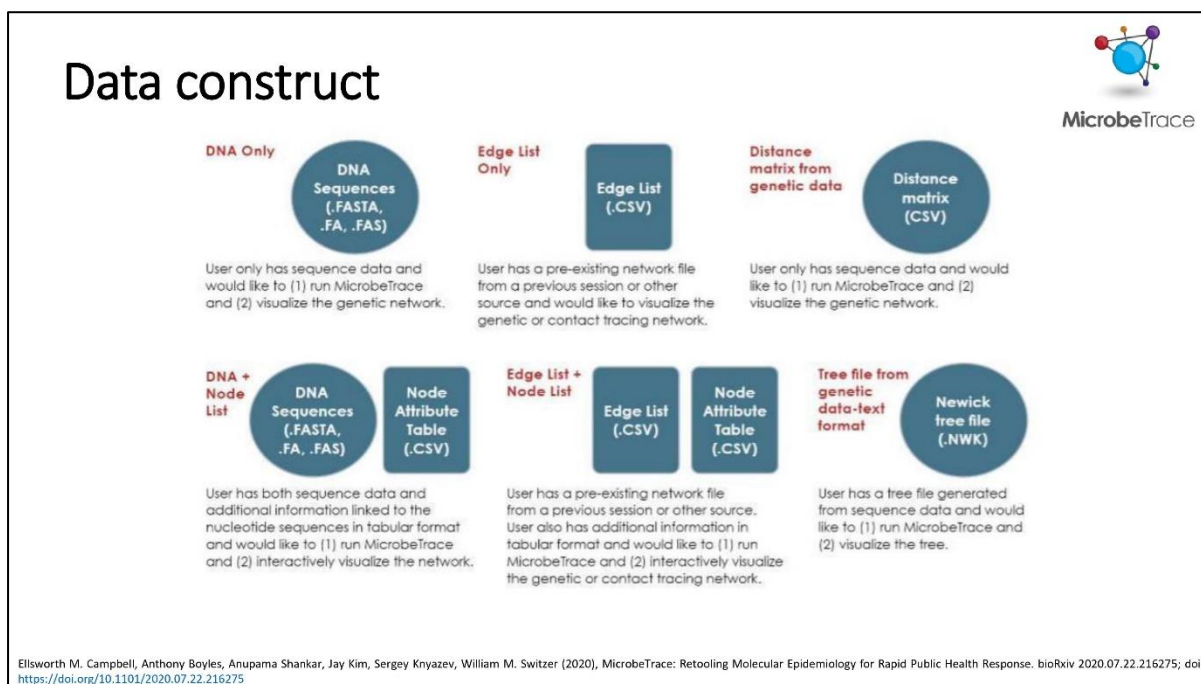 Data construct
MicrobeTrace
DNA Only
DNA
Sequences
(.FASTA,
.FA, .FAS)
User only has sequence data and
would like to (1) run MicrobeTrace
and (2) visualize the genetic network.
Edge List
Only
Edge List
(.CSV)
User has a pre-existing network file
from a previous session or other
source and would like to visualize the
genetic or contact tracing network.
Distance
matrix from
genetic data
Distance
matrix
(CSV)
User only has sequence data and would
like to (1) run MicrobeTrace and (2)
visualize the genetic network.
DNA +
Node
List
DNA
Sequences
(.FASTA,
.FA, .FAS)
Node
Attribute
Table
(.CSV)
User has both sequence data and
additional information linked to the
nucleotide sequences in tabular format
and would like to (1) run MicrobeTrace
and (2) interactively visualize the network.
Edge List +
Node List
Edge List
(.CSV)
Node
Attribute
Table
(.CSV)
User has a pre-existing network file
from a previous session or other source.
User also has additional information in
tabular format and would like to (1) run
MicrobeTrace and (2) interactively visualize
the genetic or contact tracing network.
Tree file from
genetic
data-text
format
Newick
tree file
(.NWK)
User has a tree file generated
from sequence data and would
like to (1) run MicrobeTrace and
(2) visualize the tree.
Ellsworth M. Campbell, Anthony Boyles, Anupama Shankar, Jay Kim, Sergey Knyazev, William M. Switzer (2020), MicrobeTrace: Retooling Molecular Epidemiology for Rapid Public Health Response. bioRxiv 2020.07.22.216275; doi:
https://doi.org/10.1101/2020.07.22.216275